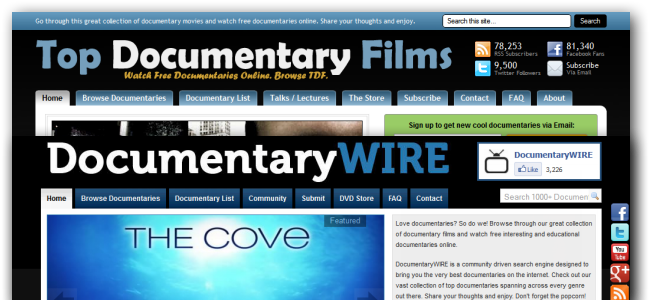 Go through this great collection of documentary movies and watch free documentaries online. Share your thoughts and enjoy.
Search this site...
Search
Top Documentary Films
Watch Free Documentaries Online. Browse TDF.
78,253
RSS Subscribers
81,340
Facebook Fans
9,500
Twitter Followers
Subscribe
Via Email
Home Browse Documentaries Documentary List Talks / Lectures The Store Subscribe Contact FAQ About
Sign up to get new cool documentaries via Email:
DocumentaryWIRE
DocumentaryWIRE
Like 3,226
Home Browse Documentaries Documentary List Community Submit DVD Store FAQ Contact
Search 1000+ Documen
Featured
THE COVE
Love documentaries? So do we! Browse through our great collection
of documentary films and watch free interesting and educational
documentaries online.
DocumentaryWIRE is a community driven search engine designed to
bring you the very best documentaries on the internet. Check out our
vast collection of top documentaries spanning across every genre
out there. Share your thoughts and enjoy. Don't forget the popcorn!
You
Tube
g+